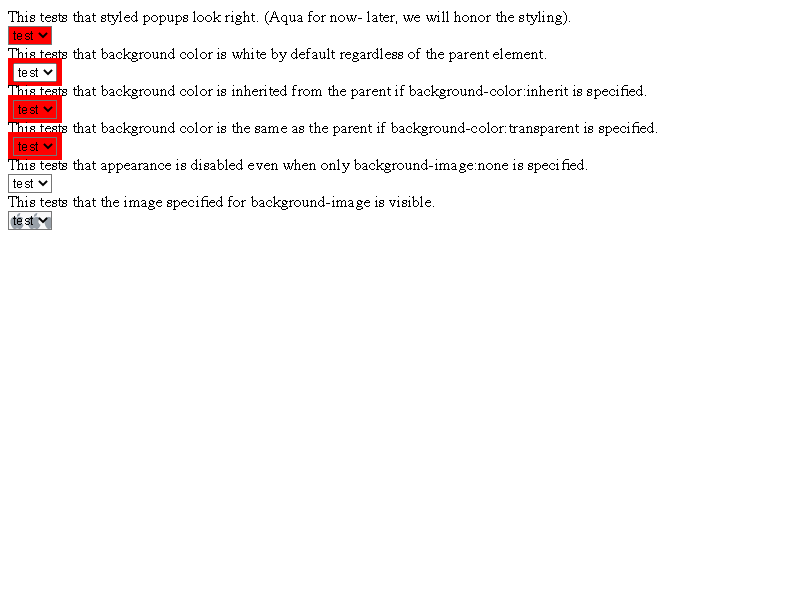 This tests that styled popups look right. (Aqua for now- later, we will honor the styling).
test
This tests that background color is white by default regardless of the parent element.
test
This tests that background color is inherited from the parent if background-color:inherit is specified.
test
This tests that background color is the same as the parent if background-color:transparent is specified.
test
This tests that appearance is disabled even when only background-image:none is specified.
test
This tests that the image specified for background-image is visible.
test